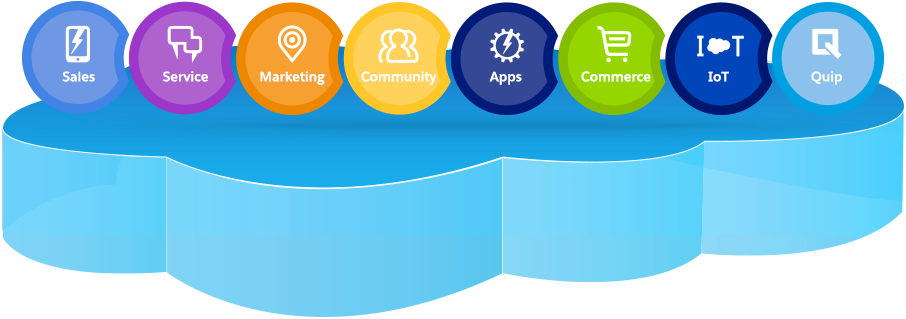 Sales
Service
Marketing
Community
Apps
Commerce
I T
IoT
Quip